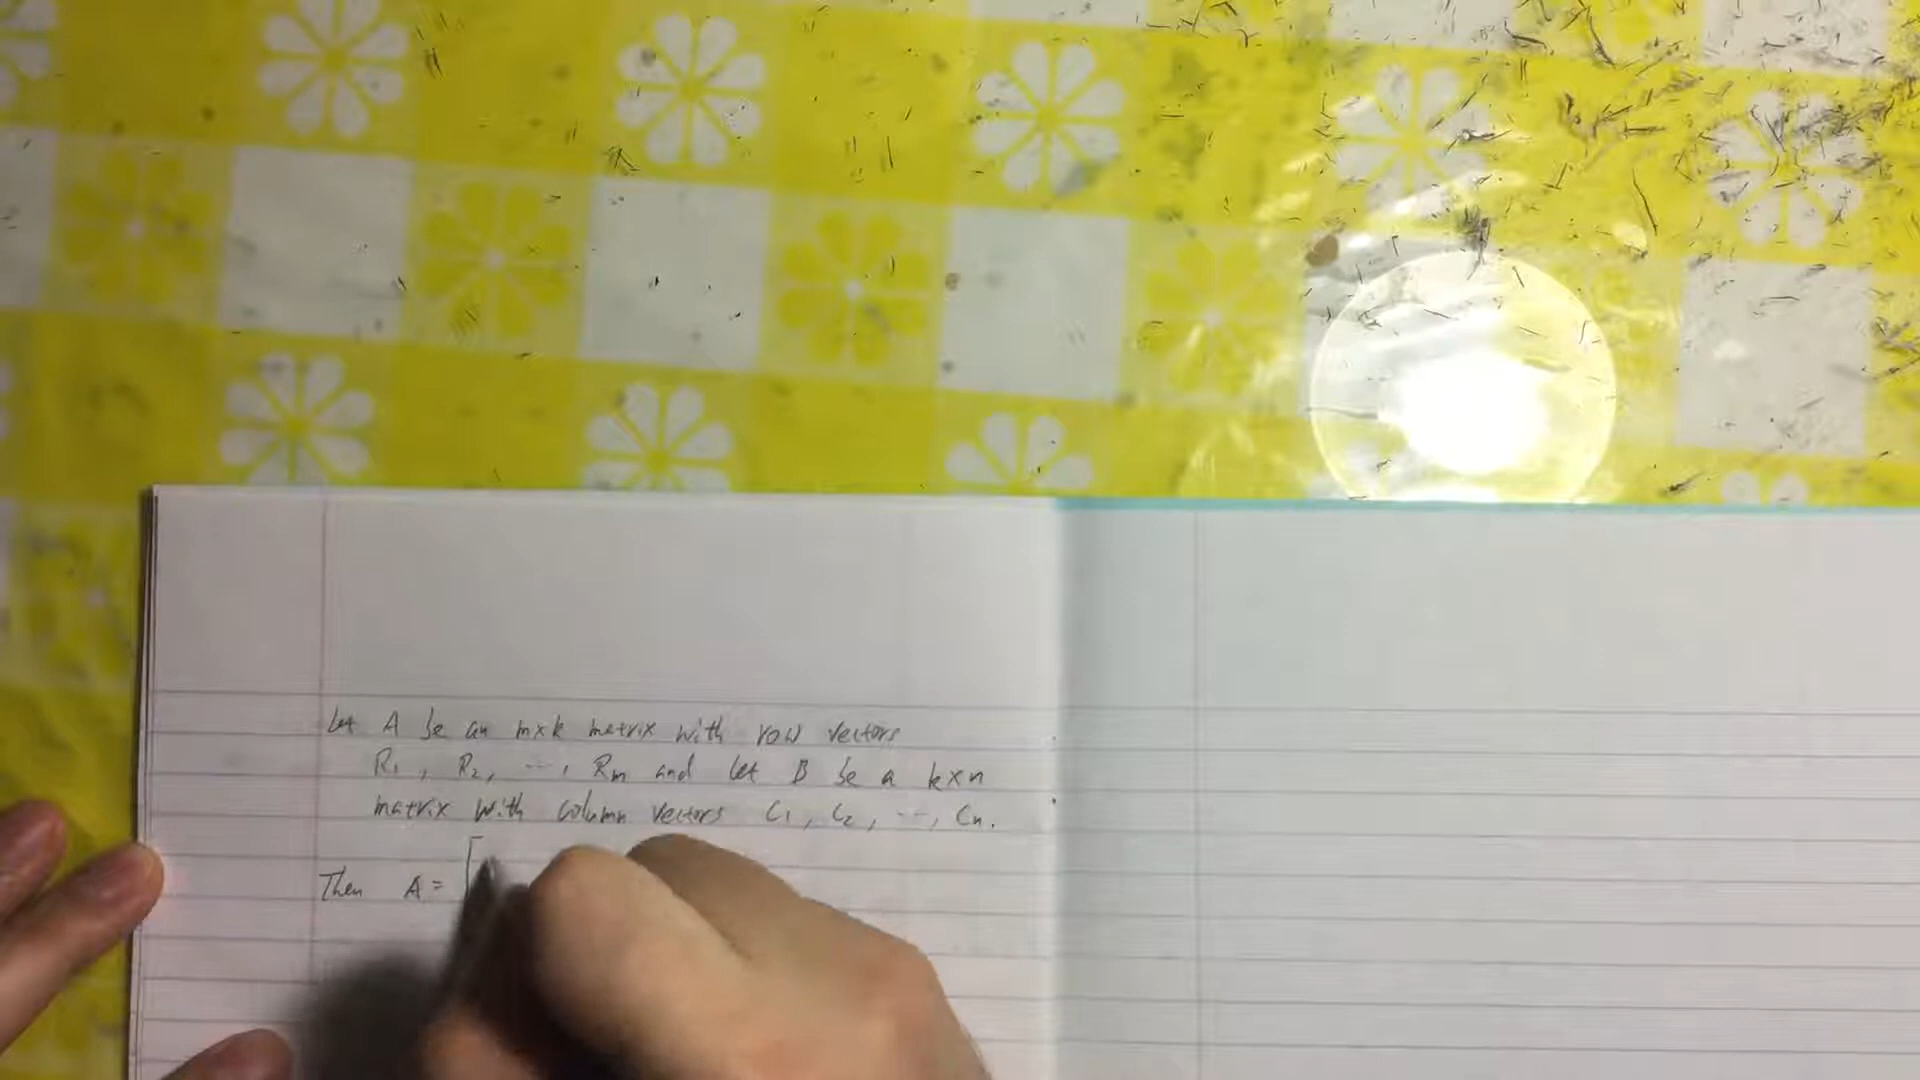 Let A be an m×k matrix with row vectors
R₁, R₂, ⋯, Rₘ and let B be a k×n
matrix with column vectors C₁, C₂, ⋯, Cₙ.
Then A = [